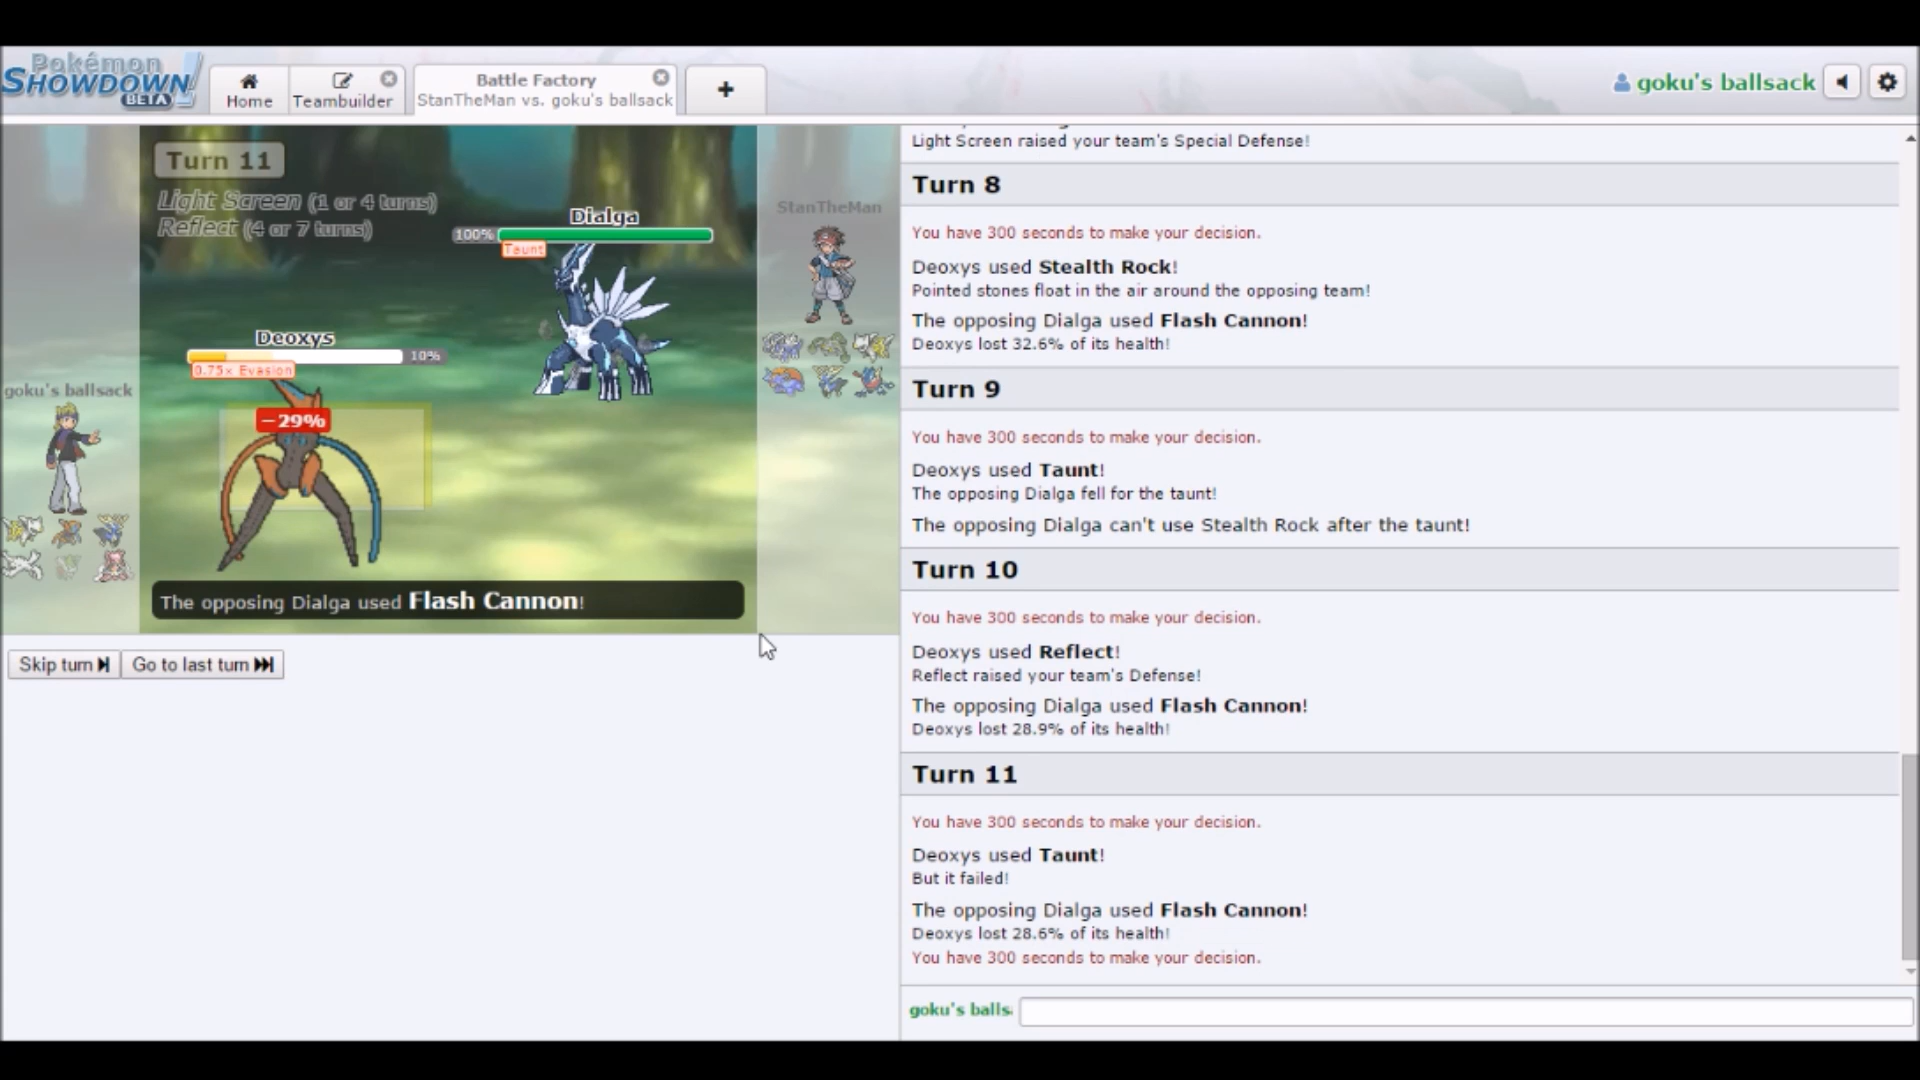 Pokémon
SHOWDOWN!
BETA
Home
Teambuilder
Battle Factory
StanTheMan vs. goku's ballsack
goku's ballsack
Turn 11
Light Screen (1 or 4 turns)
Reflect (4 or 7 turns)
Dialga
100%
Taunt
StanTheMan
Deoxys
10%
0.75× Evasion
goku's ballsack
−29%
The opposing Dialga used Flash Cannon!
Skip turn
Go to last turn
Light Screen raised your team's Special Defense!
Turn 8
You have 300 seconds to make your decision.
Deoxys used Stealth Rock!
Pointed stones float in the air around the opposing team!
The opposing Dialga used Flash Cannon!
Deoxys lost 32.6% of its health!
Turn 9
You have 300 seconds to make your decision.
Deoxys used Taunt!
The opposing Dialga fell for the taunt!
The opposing Dialga can't use Stealth Rock after the taunt!
Turn 10
You have 300 seconds to make your decision.
Deoxys used Reflect!
Reflect raised your team's Defense!
The opposing Dialga used Flash Cannon!
Deoxys lost 28.9% of its health!
Turn 11
You have 300 seconds to make your decision.
Deoxys used Taunt!
But it failed!
The opposing Dialga used Flash Cannon!
Deoxys lost 28.6% of its health!
You have 300 seconds to make your decision.
goku's balls